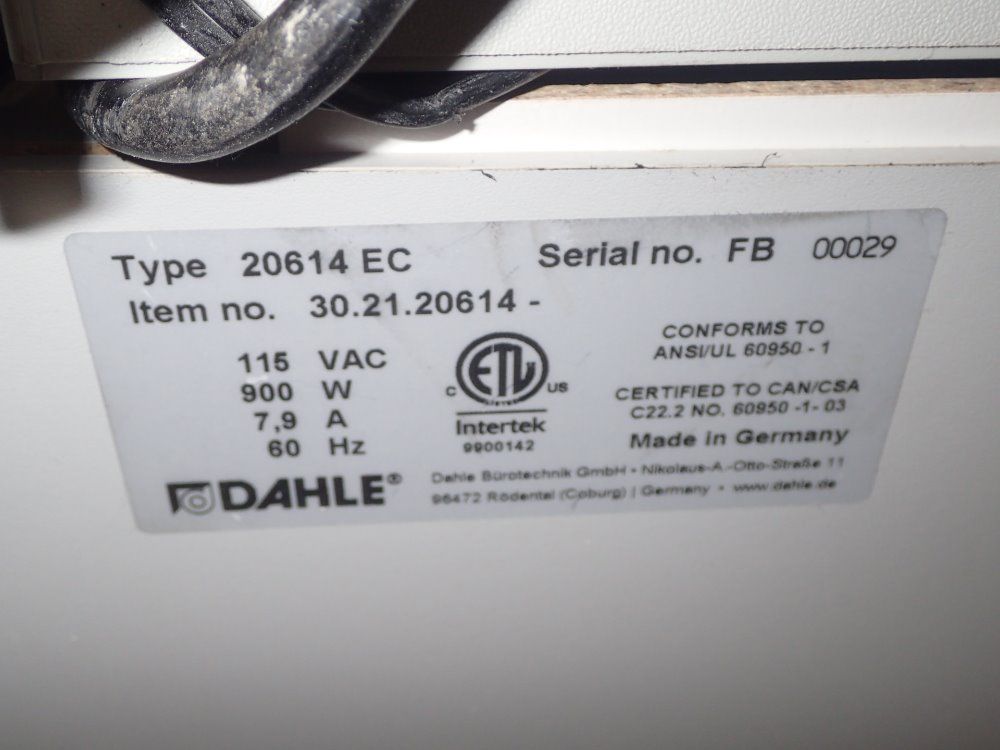 Type 20614 EC Serial no. FB 00029
Item no. 30.21.20614 -
115 VAC
900 W
7,9 A
60 Hz
C ETL US
Intertek
9900142
CONFORMS TO
ANSI/UL 60950 - 1
CERTIFIED TO CAN/CSA
C22.2 NO. 60950 -1- 03
Made in Germany
DAHLE®
Dahle Bürotechnik GmbH • Nikolaus-A.-Otto-Straße 11
96472 Rödental (Coburg) | Germany • www.dahle.de